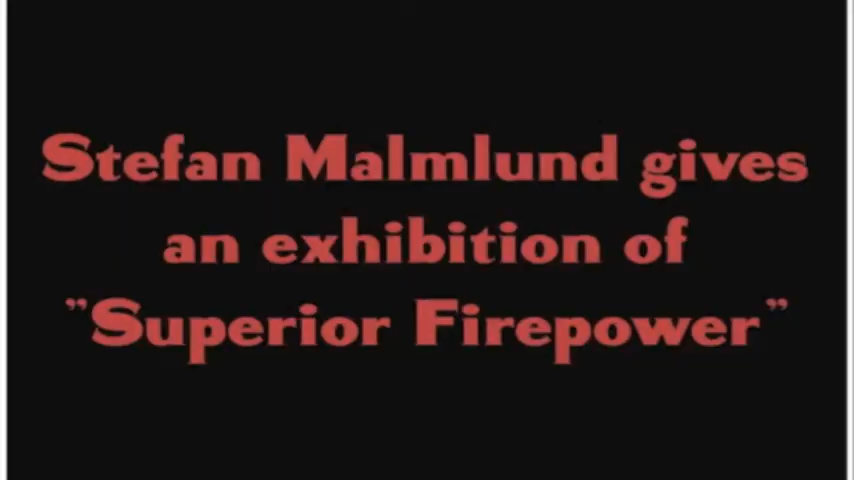 Stefan Malmlund gives
an exhibition of
”Superior Firepower”